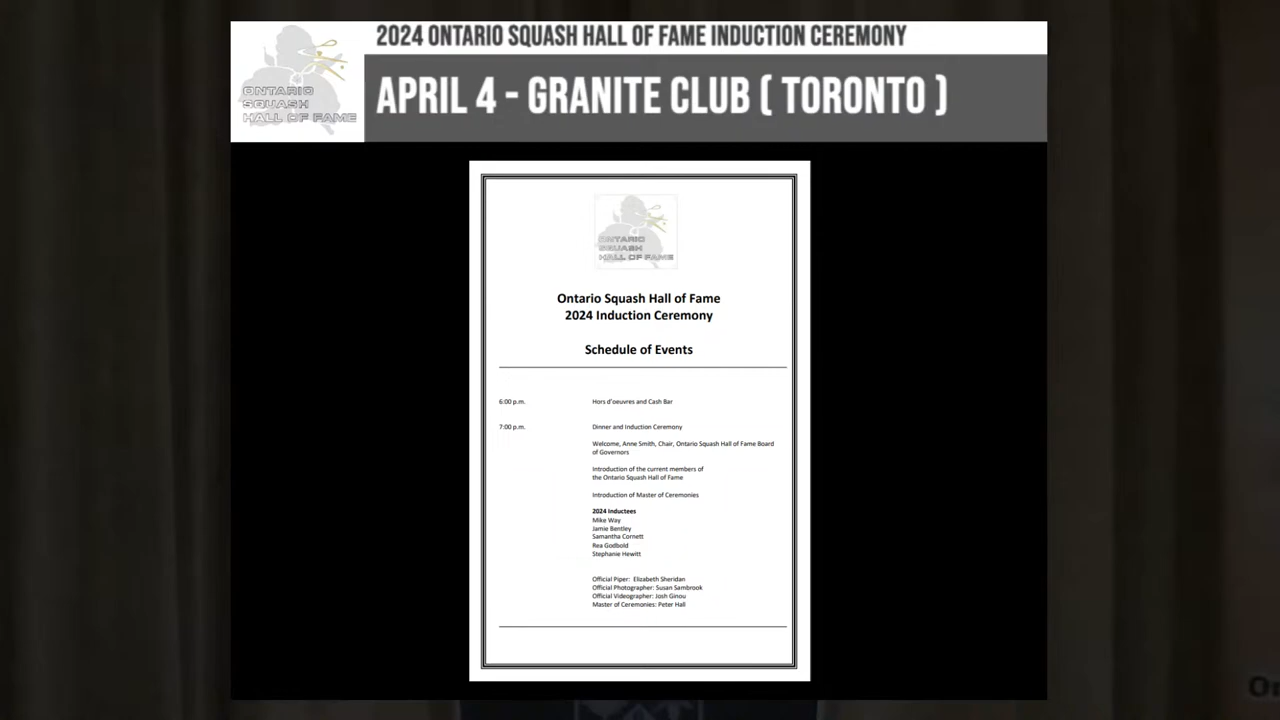 2024 ONTARIO SQUASH HALL OF FAME INDUCTION CEREMONY
APRIL 4 - GRANITE CLUB ( TORONTO )
ONTARIO
SQUASH
HALL OF FAME
ONTARIO
SQUASH
HALL OF FAME
Ontario Squash Hall of Fame
2024 Induction Ceremony
Schedule of Events
6:00 p.m. Hors d'oeuvres and Cash Bar
7:00 p.m. Dinner and Induction Ceremony
Welcome, Anne Smith, Chair, Ontario Squash Hall of Fame Board
of Governors
Introduction of the current members of
the Ontario Squash Hall of Fame
Introduction of Master of Ceremonies
2024 Inductees
Mike Way
Jamie Bentley
Samantha Cornett
Rea Godbold
Stephanie Hewitt
Official Piper: Elizabeth Sheridan
Official Photographer: Susan Sambrook
Official Videographer: Josh Ginou
Master of Ceremonies: Peter Hall